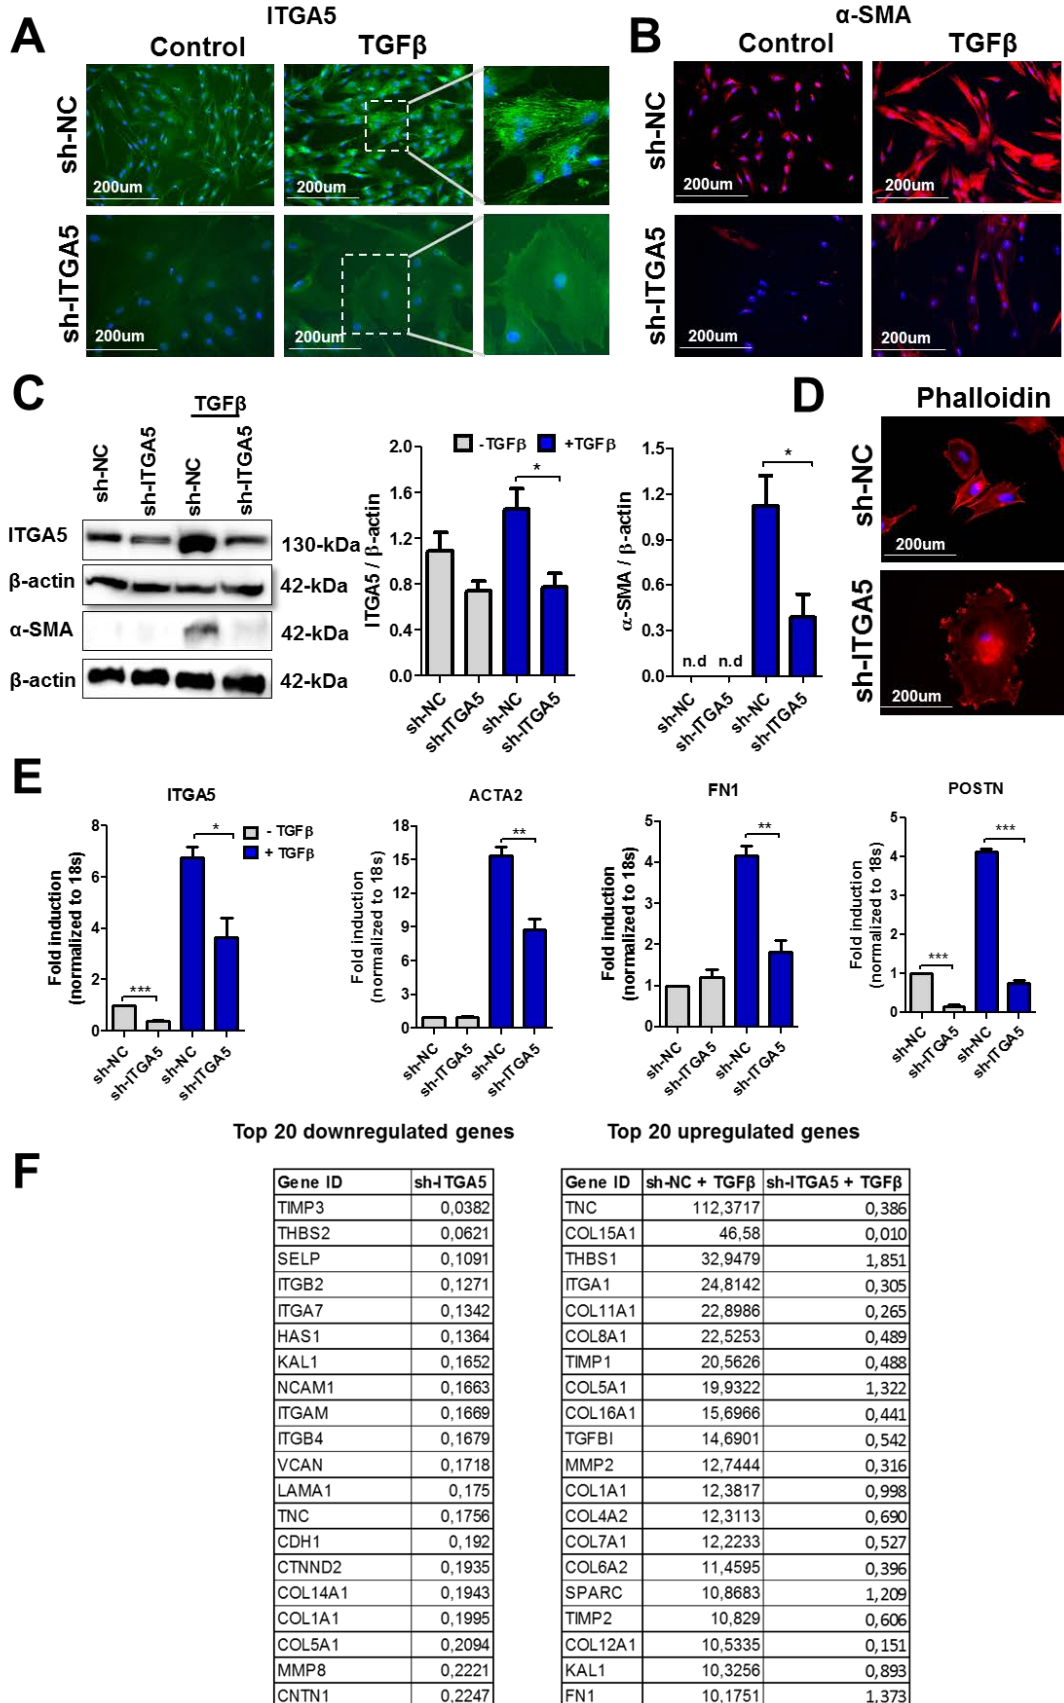 A
ITGA5
Control
TGFβ
sh-NC
200um
200um
sh-ITGA5
200um
200um
B
α-SMA
Control
TGFβ
sh-NC
200um
200um
sh-ITGA5
200um
200um
C
TGFβ
sh-NC
sh-ITGA5
sh-NC
sh-ITGA5
ITGA5
130-kDa
β-actin
42-kDa
α-SMA
42-kDa
β-actin
42-kDa
-TGFβ
+TGFβ
ITGA5 / β-actin
2.0
1.6
1.2
0.8
0.4
0.0
*
sh-NC
sh-ITGA5
sh-NC
sh-ITGA5
α-SMA / β-actin
1.5
1.2
0.9
0.6
0.3
0.0
n.d
n.d
*
sh-NC
sh-ITGA5
sh-NC
sh-ITGA5
D
Phalloidin
sh-NC
200um
sh-ITGA5
200um
E
ITGA5
- TGFβ
+ TGFβ
Fold induction
(normalized to 18s)
8
6
4
2
0
***
*
sh-NC
sh-ITGA5
sh-NC
sh-ITGA5
ACTA2
Fold induction
(normalized to 18s)
18
15
12
9
6
3
0
**
sh-NC
sh-ITGA5
sh-NC
sh-ITGA5
FN1
Fold induction
(normalized to 18s)
5
4
3
2
1
0
**
sh-NC
sh-ITGA5
sh-NC
sh-ITGA5
POSTN
Fold induction
(normalized to 18s)
5
4
3
2
1
0
***
***
sh-NC
sh-ITGA5
sh-NC
sh-ITGA5
F
Top 20 downregulated genes
Gene ID sh-ITGA5
TIMP3 0,0382
THBS2 0,0621
SELP 0,1091
ITGB2 0,1271
ITGA7 0,1342
HAS1 0,1364
KAL1 0,1652
NCAM1 0,1663
ITGAM 0,1669
ITGB4 0,1679
VCAN 0,1718
LAMA1 0,175
TNC 0,1756
CDH1 0,192
CTNND2 0,1935
COL14A1 0,1943
COL1A1 0,1995
COL5A1 0,2094
MMP8 0,2221
CNTN1 0,2247
Top 20 upregulated genes
Gene ID sh-NC + TGFβ sh-ITGA5 + TGFβ
TNC 112,3717 0,386
COL15A1 46,58 0,010
THBS1 32,9479 1,851
ITGA1 24,8142 0,305
COL11A1 22,8986 0,265
COL8A1 22,5253 0,489
TIMP1 20,5626 0,488
COL5A1 19,9322 1,322
COL16A1 15,6966 0,441
TGFBI 14,6901 0,542
MMP2 12,7444 0,316
COL1A1 12,3817 0,998
COL4A2 12,3113 0,690
COL7A1 12,2233 0,527
COL6A2 11,4595 0,396
SPARC 10,8683 1,209
TIMP2 10,829 0,606
COL12A1 10,5335 0,151
KAL1 10,3256 0,893
FN1 10,1751 1,373